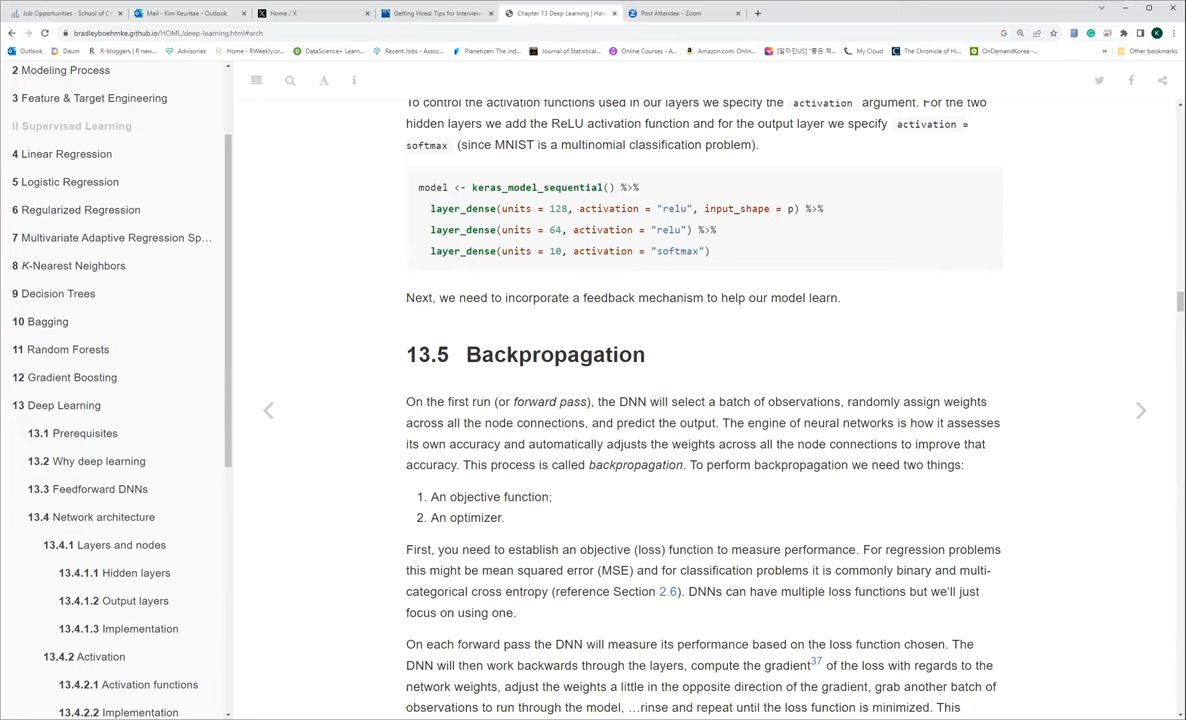 Job Opportunities - School of C
Mail - Kim Keuntae - Outlook
Home / X
Getting Hired: Tips for Interview
Chapter 13 Deep Learning | Han
Post Attendee - Zoom
bradleyboehmke.github.io/HOML/deep-learning.html#arch
Outlook
Daum
R-bloggers | R new...
Advisories
Home - RWeekly.or...
DataScience+ Learn...
Recent Jobs - Assoc...
Planetizen: The ind...
Journal of Statistical...
Online Courses - A...
Amazon.com: Onlin...
[알라딘US] "좋은 책...
My Cloud
The Chronicle of Hi...
OnDemandKorea -...
»
Other bookmarks
2 Modeling Process
3 Feature & Target Engineering
II Supervised Learning
4 Linear Regression
5 Logistic Regression
6 Regularized Regression
7 Multivariate Adaptive Regression Sp...
8 K-Nearest Neighbors
9 Decision Trees
10 Bagging
11 Random Forests
12 Gradient Boosting
13 Deep Learning
13.1 Prerequisites
13.2 Why deep learning
13.3 Feedforward DNNs
13.4 Network architecture
13.4.1 Layers and nodes
13.4.1.1 Hidden layers
13.4.1.2 Output layers
13.4.1.3 Implementation
13.4.2 Activation
13.4.2.1 Activation functions
13.4.2.2 Implementation
To control the activation functions used in our layers we specify the activation argument. For the two
hidden layers we add the ReLU activation function and for the output layer we specify activation =
softmax (since MNIST is a multinomial classification problem).
model <- keras_model_sequential() %>%
layer_dense(units = 128, activation = "relu", input_shape = p) %>%
layer_dense(units = 64, activation = "relu") %>%
layer_dense(units = 10, activation = "softmax")
Next, we need to incorporate a feedback mechanism to help our model learn.
13.5 Backpropagation
On the first run (or forward pass), the DNN will select a batch of observations, randomly assign weights
across all the node connections, and predict the output. The engine of neural networks is how it assesses
its own accuracy and automatically adjusts the weights across all the node connections to improve that
accuracy. This process is called backpropagation. To perform backpropagation we need two things:
1. An objective function;
2. An optimizer.
First, you need to establish an objective (loss) function to measure performance. For regression problems
this might be mean squared error (MSE) and for classification problems it is commonly binary and multi-
categorical cross entropy (reference Section 2.6). DNNs can have multiple loss functions but we'll just
focus on using one.
On each forward pass the DNN will measure its performance based on the loss function chosen. The
DNN will then work backwards through the layers, compute the gradient37 of the loss with regards to the
network weights, adjust the weights a little in the opposite direction of the gradient, grab another batch of
observations to run through the model, …rinse and repeat until the loss function is minimized. This